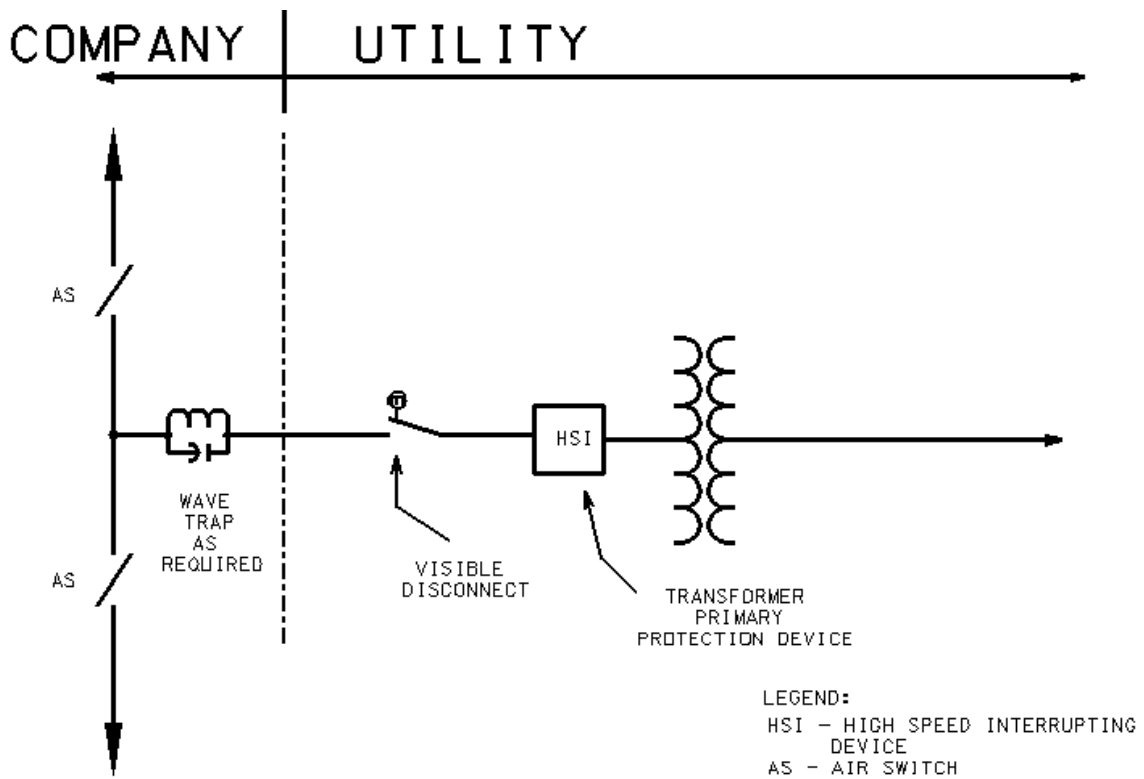 COMPANY UTILITY
AS
HSI
WAVE
TRAP
AS
REQUIRED
AS
VISIBLE
DISCONNECT
TRANSFORMER
PRIMARY
PROTECTION DEVICE
LEGEND:
HSI - HIGH SPEED INTERRUPTING
DEVICE
AS - AIR SWITCH